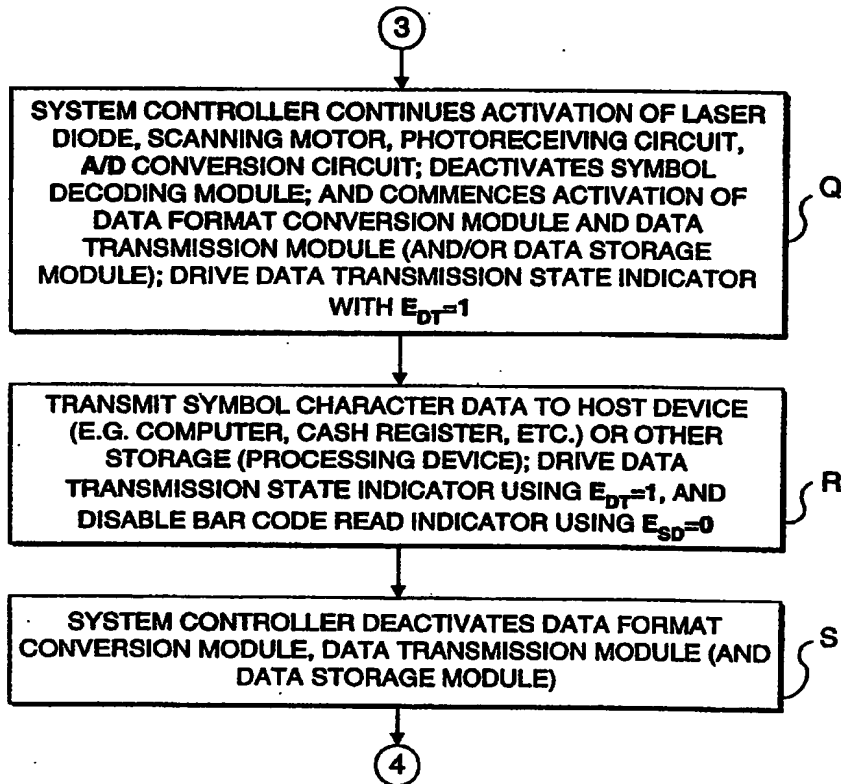 3
SYSTEM CONTROLLER CONTINUES ACTIVATION OF LASER
DIODE, SCANNING MOTOR, PHOTORECEIVING CIRCUIT,
A/D CONVERSION CIRCUIT; DEACTIVATES SYMBOL
DECODING MODULE; AND COMMENCES ACTIVATION OF
DATA FORMAT CONVERSION MODULE AND DATA
TRANSMISSION MODULE (AND/OR DATA STORAGE
MODULE); DRIVE DATA TRANSMISSION STATE INDICATOR
WITH E_DT=1
Q
TRANSMIT SYMBOL CHARACTER DATA TO HOST DEVICE
(E.G. COMPUTER, CASH REGISTER, ETC.) OR OTHER
STORAGE (PROCESSING DEVICE); DRIVE DATA
TRANSMISSION STATE INDICATOR USING E_DT=1, AND
DISABLE BAR CODE READ INDICATOR USING E_SD=0
R
SYSTEM CONTROLLER DEACTIVATES DATA FORMAT
CONVERSION MODULE, DATA TRANSMISSION MODULE (AND
DATA STORAGE MODULE)
S
4